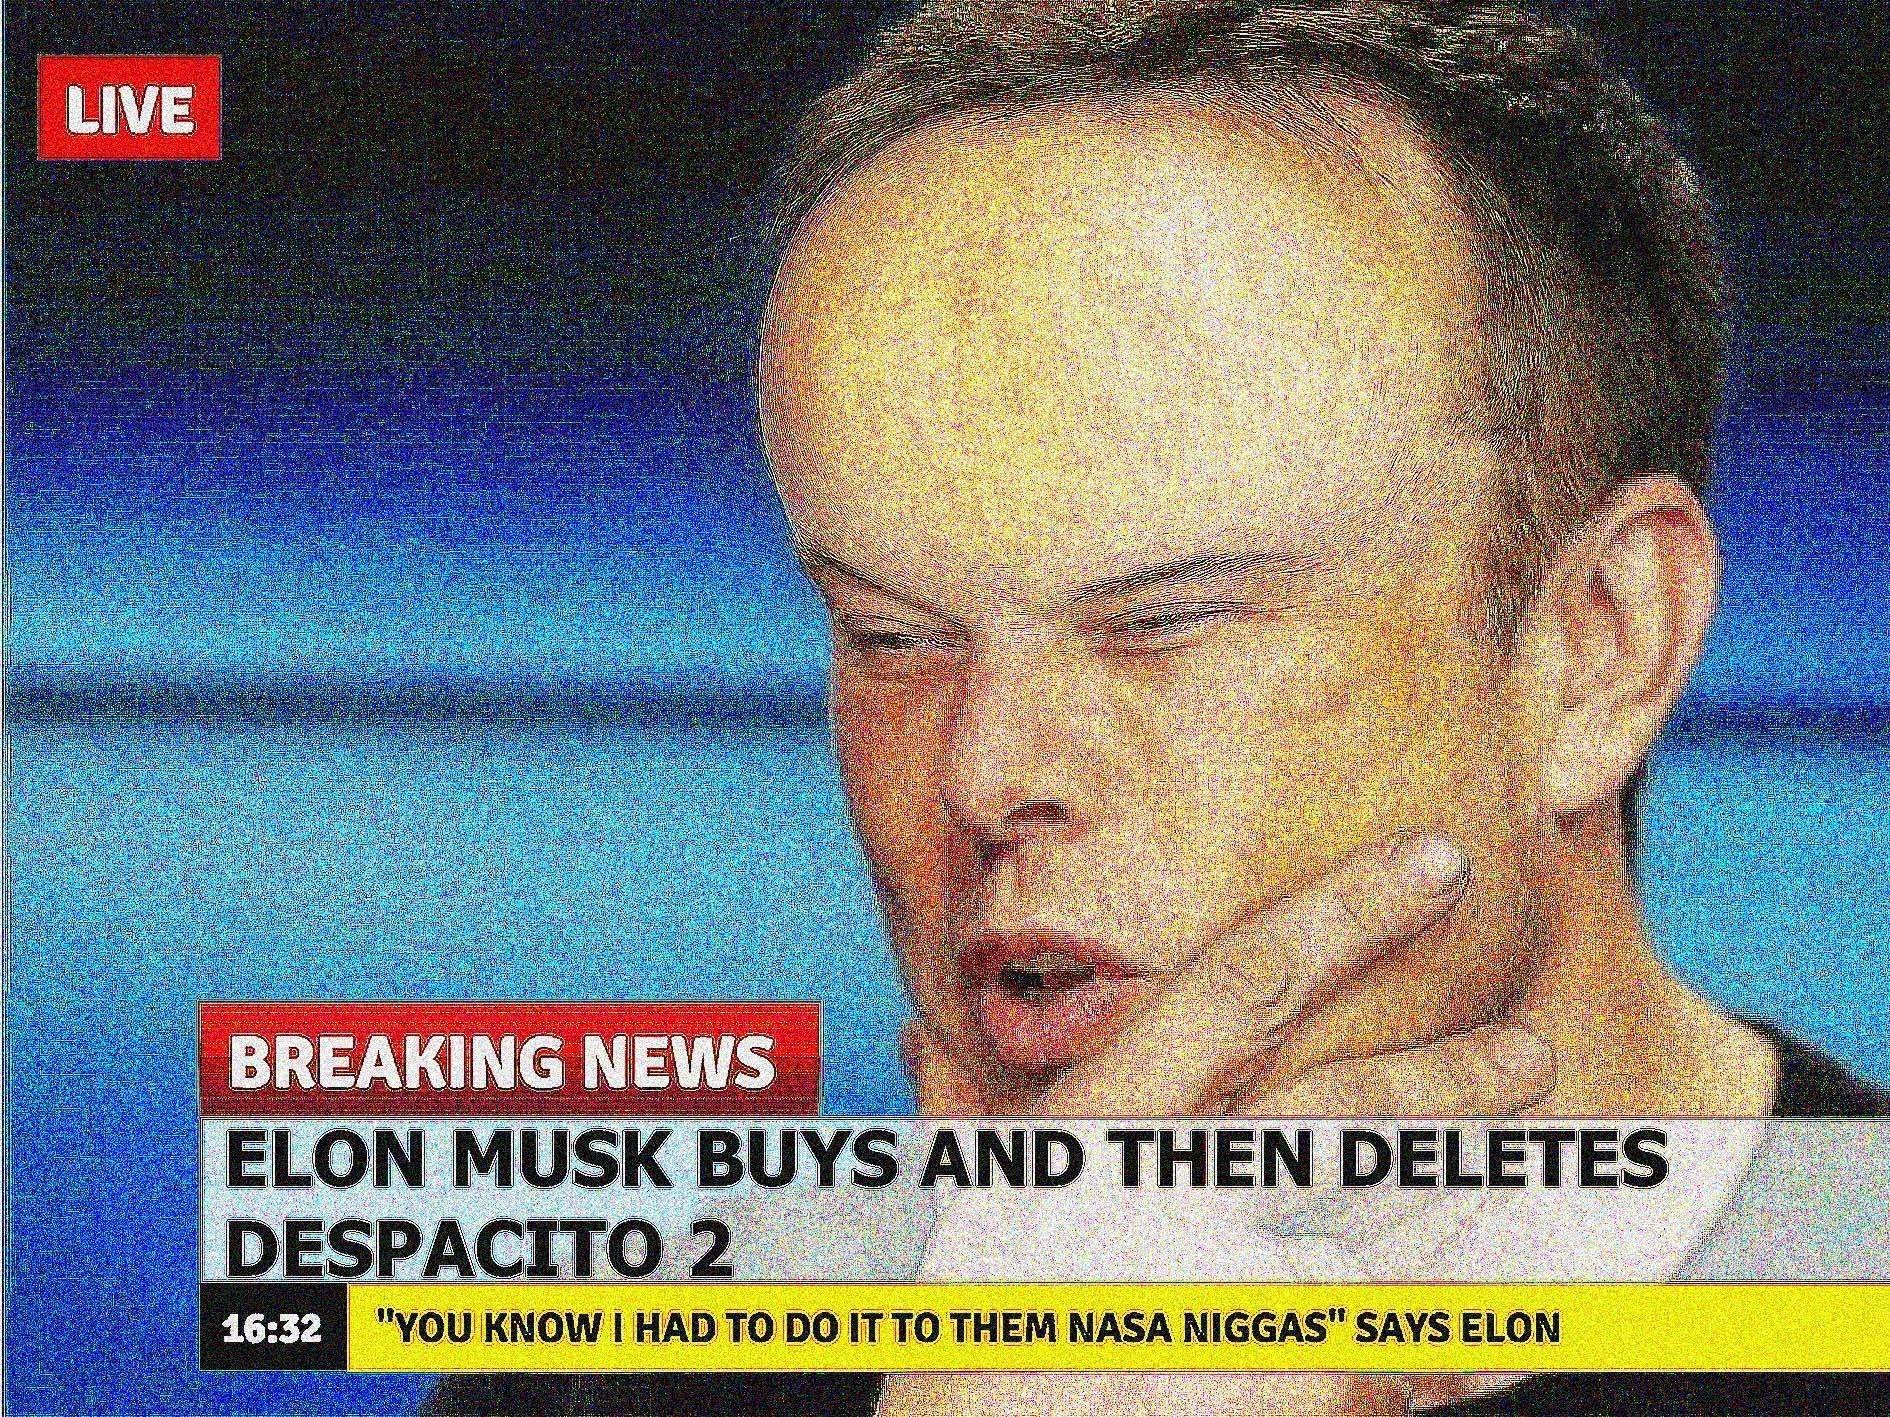 LIVE
BREAKING NEWS
ELON MUSK BUYS AND THEN DELETES
DESPACITO 2
16:32 "YOU KNOW I HAD TO DO IT TO THEM NASA NIGGAS" SAYS ELON